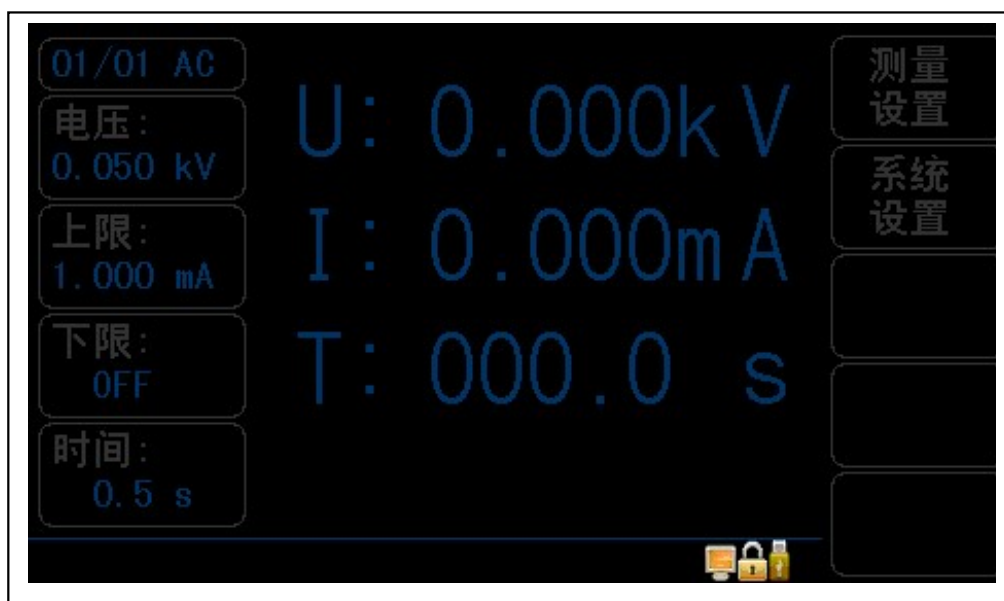 01/01 AC
电压:
0.050 kV
上限:
1.000 mA
下限:
OFF
时间:
0.5 s
U: 0.000kV
I: 0.000mA
T: 000.0 s
测量
设置
系统
设置